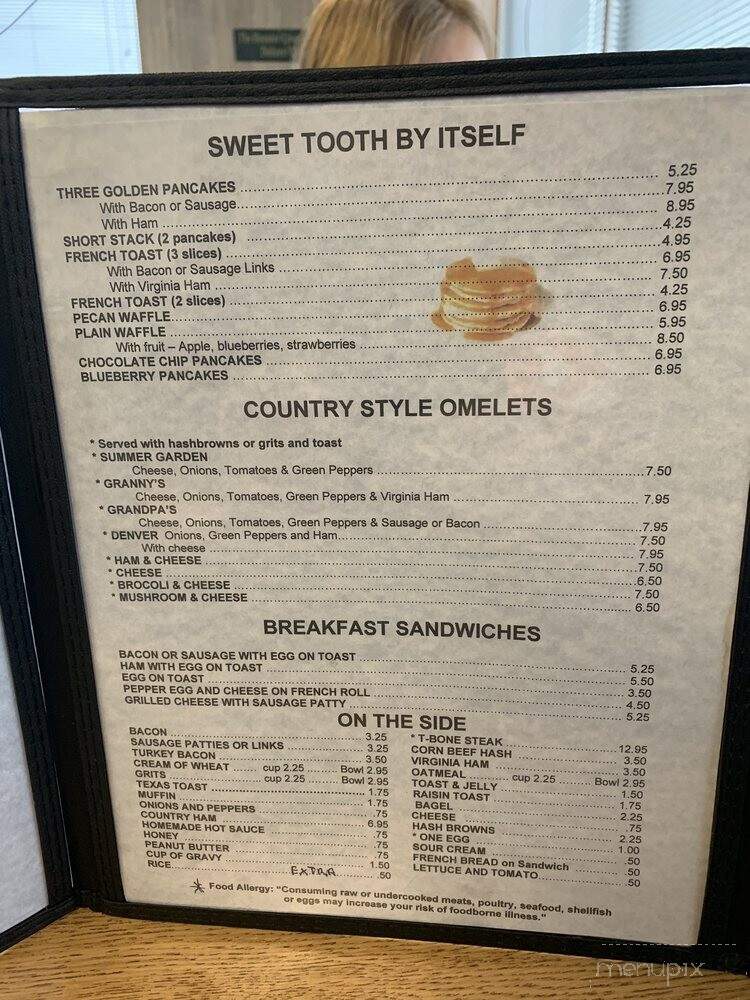 SWEET TOOTH BY ITSELF
THREE GOLDEN PANCAKES 5.25
With Bacon or Sausage 7.95
With Ham 8.95
SHORT STACK (2 pancakes) 4.25
FRENCH TOAST (3 slices) 4.95
With Bacon or Sausage Links 6.95
With Virginia Ham 7.50
FRENCH TOAST (2 slices) 4.25
PECAN WAFFLE 6.95
PLAIN WAFFLE 5.95
With fruit – Apple, blueberries, strawberries 8.50
CHOCOLATE CHIP PANCAKES 6.95
BLUEBERRY PANCAKES 6.95
COUNTRY STYLE OMELETS
* Served with hashbrowns or grits and toast
* SUMMER GARDEN
Cheese, Onions, Tomatoes & Green Peppers 7.50
* GRANNY'S
Cheese, Onions, Tomatoes, Green Peppers & Virginia Ham 7.95
* GRANDPA'S
Cheese, Onions, Tomatoes, Green Peppers & Sausage or Bacon 7.95
* DENVER Onions, Green Peppers and Ham 7.50
With cheese 7.95
* HAM & CHEESE 7.50
* CHEESE 6.50
* BROCOLI & CHEESE 7.50
* MUSHROOM & CHEESE 6.50
BREAKFAST SANDWICHES
BACON OR SAUSAGE WITH EGG ON TOAST 5.25
HAM WITH EGG ON TOAST 5.50
EGG ON TOAST 3.50
PEPPER EGG AND CHEESE ON FRENCH ROLL 4.50
GRILLED CHEESE WITH SAUSAGE PATTY 5.25
ON THE SIDE
BACON 3.25
SAUSAGE PATTIES OR LINKS 3.25
TURKEY BACON 3.50
CREAM OF WHEAT cup 2.25 Bowl 2.95
GRITS cup 2.25 Bowl 2.95
TEXAS TOAST 1.75
MUFFIN 1.75
ONIONS AND PEPPERS .75
COUNTRY HAM 6.95
HOMEMADE HOT SAUCE .75
HONEY .75
PEANUT BUTTER .75
CUP OF GRAVY 1.50
RICE EXTRA .50
* T-BONE STEAK 12.95
CORN BEEF HASH 3.50
VIRGINIA HAM 3.50
OATMEAL cup 2.25 Bowl 2.95
TOAST & JELLY 1.50
RAISIN TOAST 1.75
BAGEL 2.25
CHEESE .75
HASH BROWNS 2.25
* ONE EGG 1.00
SOUR CREAM .50
FRENCH BREAD on Sandwich .50
LETTUCE AND TOMATO .50
* Food Allergy: "Consuming raw or undercooked meats, poultry, seafood, shellfish
or eggs may increase your risk of foodborne illness."
menupix